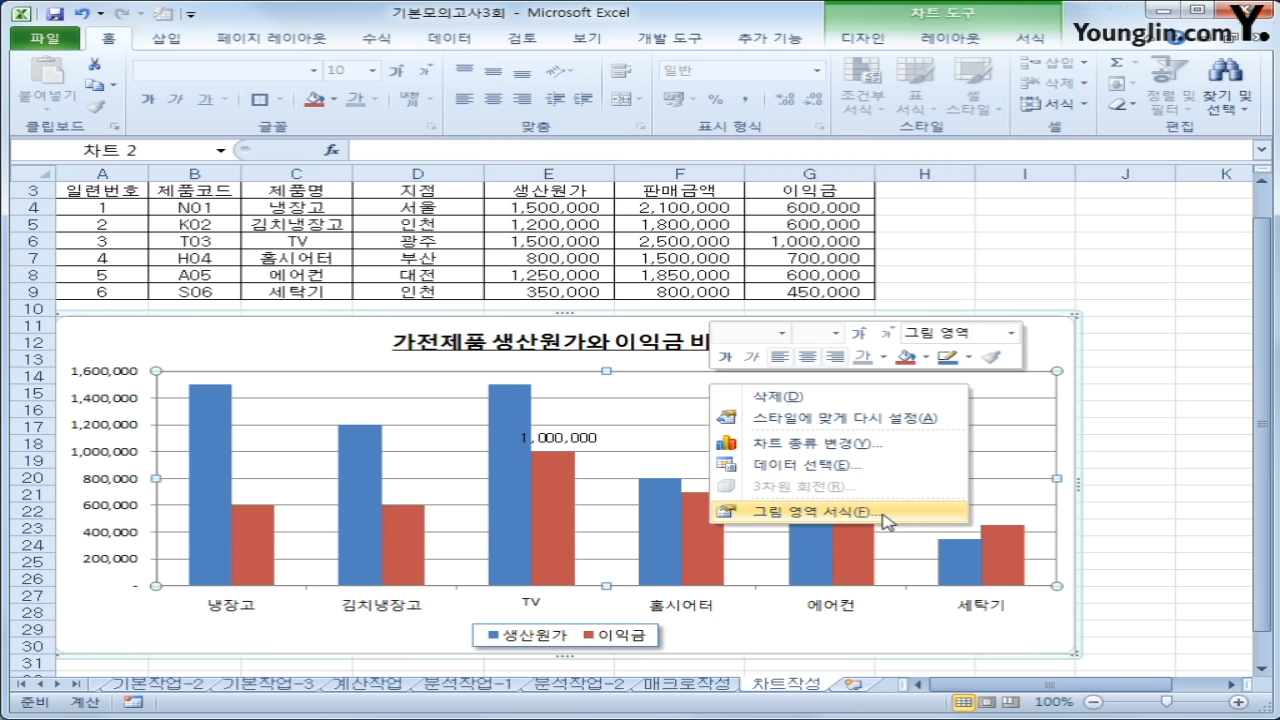 기본모의고사3회 - Microsoft Excel
차트 도구
파일 홈 삽입 페이지 레이아웃 수식 데이터 검토 보기 개발 도구 추가 기능 디자인 레이아웃 서식
Younglin.com Y.
붙여넣기
10 가 가
일반
삽입
삭제
서식
Σ
가 가 가 가
% ,
조건부 서식 표 서식 셀 스타일
정렬 및 필터 찾기 및 선택
클립보드 글꼴 맞춤 표시 형식 스타일 셀 편집
차트 2 fx
A B C D E F G H I J K
3 일련번호 제품코드 제품명 지점 생산원가 판매금액 이익금
4 1 N01 냉장고 서울 1,500,000 2,100,000 600,000
5 2 K02 김치냉장고 인천 1,200,000 1,800,000 600,000
6 3 T03 TV 광주 1,500,000 2,500,000 1,000,000
7 4 H04 홈시어터 부산 800,000 1,500,000 700,000
8 5 A05 에어컨 대전 1,250,000 1,850,000 600,000
9 6 S06 세탁기 인천 350,000 800,000 450,000
10
11
12
13
14
15
16
17
18
19
20
21
22
23
24
25
26
27
28
29
30
31
가전제품 생산원가와 이익금 비
가 가 그림 영역
가 가 가
1,600,000
1,400,000
1,200,000
1,000,000
800,000
600,000
400,000
200,000
-
1,000,000
삭제(D)
스타일에 맞게 다시 설정(A)
차트 종류 변경(Y)...
데이터 선택(E)...
3차원 회전(R)...
그림 영역 서식(F)...
냉장고 김치냉장고 TV 홈시어터 에어컨 세탁기
생산원가 이익금
기본작업-2 기본작업-3 계산작업 분석작업-1 분석작업-2 매크로작성 차트작성
준비 계산 100%